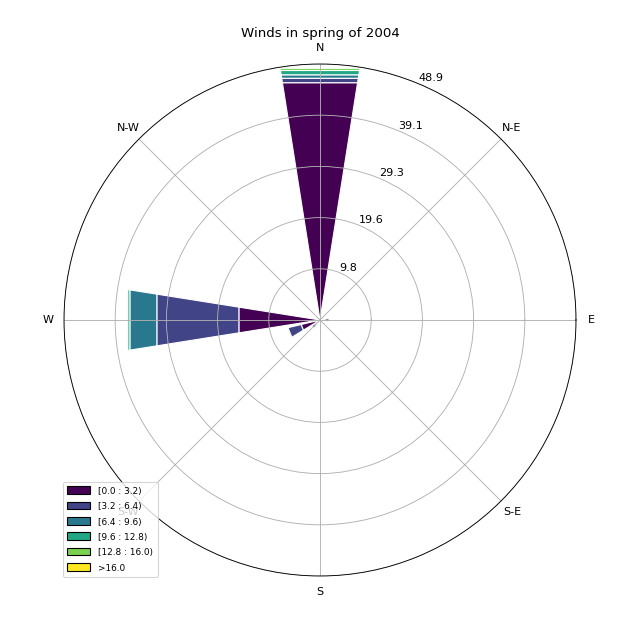 Winds in spring of 2004
N
48.9
N-W
39.1
N-E
29.3
19.6
9.8
W
E
[0.0 : 3.2)
[3.2 : 6.4)
S-W
S-E
[6.4 : 9.6)
[9.6 : 12.8)
[12.8 : 16.0)
>16.0
S